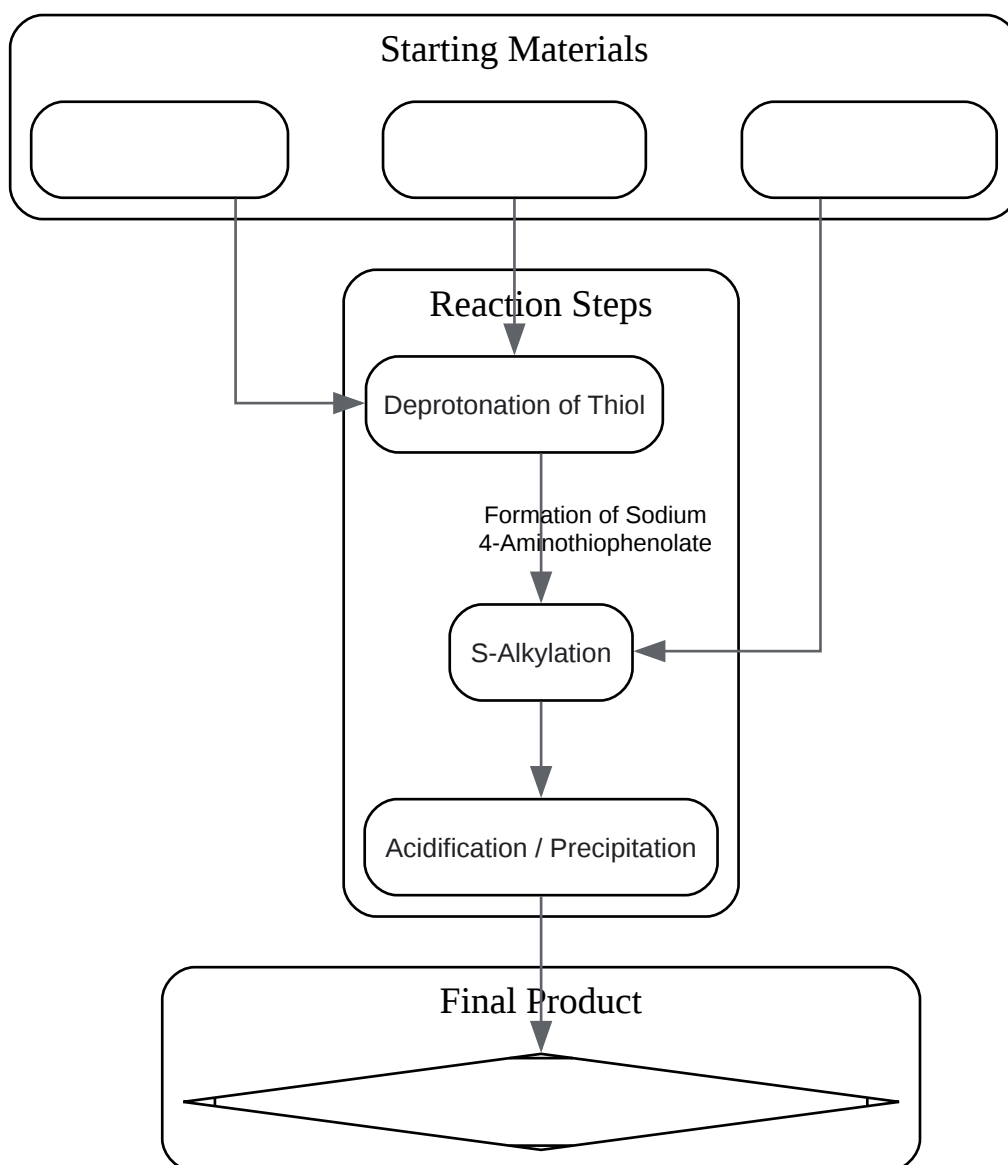 Starting Materials
Reaction Steps
Deprotonation of Thiol
Formation of Sodium
4-Aminothiophenolate
S-Alkylation
Acidification / Precipitation
Final Product